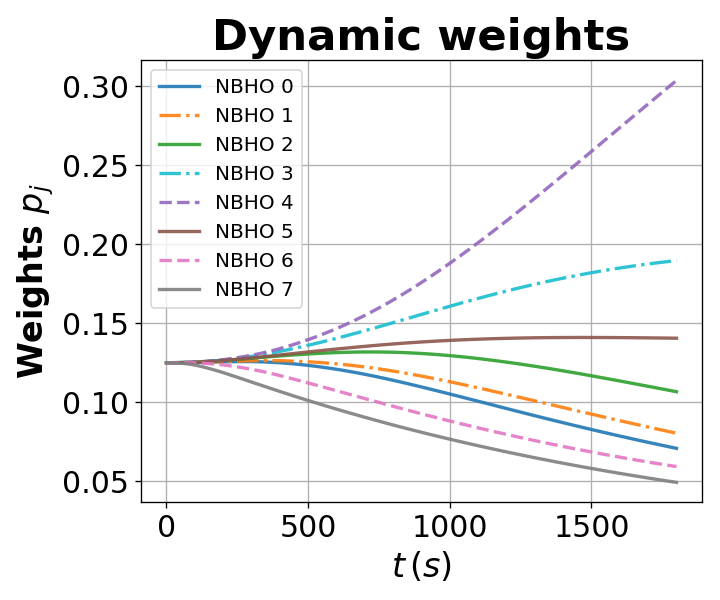 Dynamic weights
Weights p_j
0.30
0.25
0.20
0.15
0.10
0.05
NBHO 0
NBHO 1
NBHO 2
NBHO 3
NBHO 4
NBHO 5
NBHO 6
NBHO 7
0 500 1000 1500
t (s)